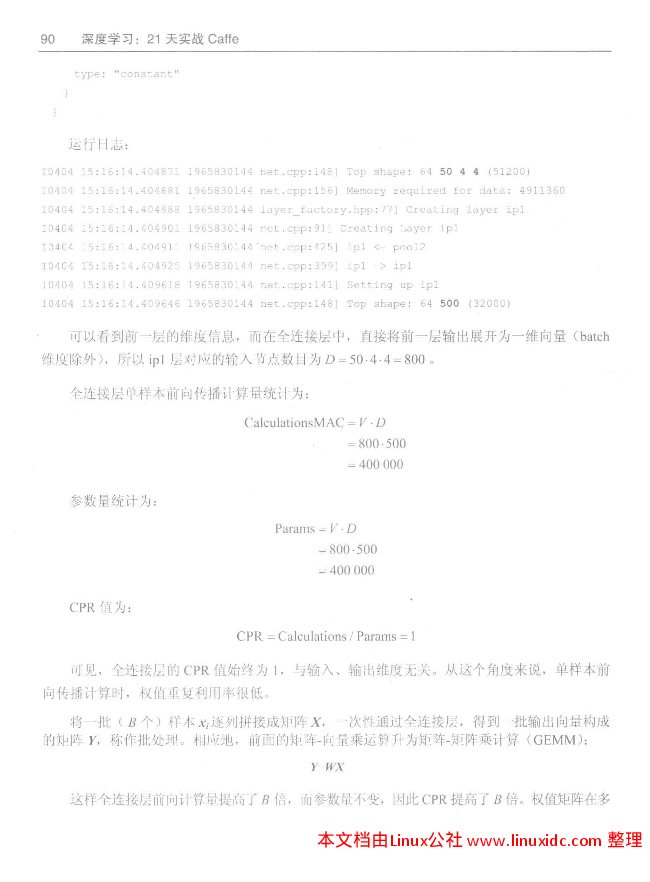 90 深度学习：21 天实战 Caffe
type: "constant"
}
}
运行日志：
I0404 15:16:14.404871 1965830144 net.cpp:148] Top shape: 64 50 4 4 (51200)
I0404 15:16:14.404881 1965830144 net.cpp:156] Memory required for data: 4911360
I0404 15:16:14.404888 1965830144 layer_factory.hpp:77] Creating layer ip1
I0404 15:16:14.404901 1965830144 net.cpp:91] Creating Layer ip1
I0404 15:16:14.404911 1965830144 net.cpp:425] ip1 <- pool2
I0404 15:16:14.404925 1965830144 net.cpp:399] ip1 -> ip1
I0404 15:16:14.409618 1965830144 net.cpp:141] Setting up ip1
I0404 15:16:14.409646 1965830144 net.cpp:148] Top shape: 64 500 (32000)
可以看到前一层的维度信息，而在全连接层中，直接将前一层输出展开为一维向量（batch
维度除外），所以 ip1 层对应的输入节点数目为 D = 50·4·4 = 800 。
全连接层单样本前向传播计算量统计为：
CalculationsMAC = V · D
= 800·500
= 400 000
参数量统计为：
Params = V · D
= 800·500
= 400 000
CPR 值为：
CPR = Calculations / Params = 1
可见，全连接层的 CPR 值始终为 1，与输入、输出维度无关。从这个角度来说，单样本前
向传播计算时，权值重复利用率很低。
将一批（ B 个）样本 xᵢ 逐列拼接成矩阵 X，一次性通过全连接层，得到一批输出向量构成
的矩阵 Y，称作批处理。相应地，前面的矩阵-向量乘运算升为矩阵-矩阵乘计算（GEMM）：
Y=WX
这样全连接层前向计算量提高了 B 倍，而参数量不变，因此 CPR 提高了 B 倍。权值矩阵在多
本文档由Linux公社 www.linuxidc.com 整理